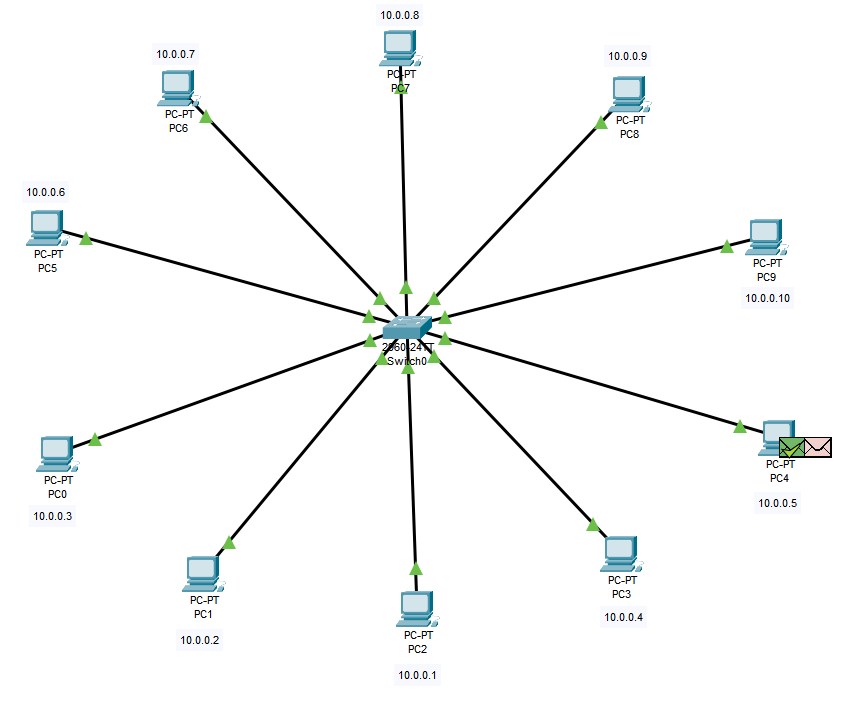 10.0.0.8
PC-PT
PC7
10.0.0.7
PC-PT
PC6
10.0.0.9
PC-PT
PC8
10.0.0.6
PC-PT
PC5
PC-PT
PC9
10.0.0.10
2960-24TT
Switch0
PC-PT
PC0
10.0.0.3
PC-PT
PC4
10.0.0.5
PC-PT
PC1
10.0.0.2
PC-PT
PC2
10.0.0.1
PC-PT
PC3
10.0.0.4